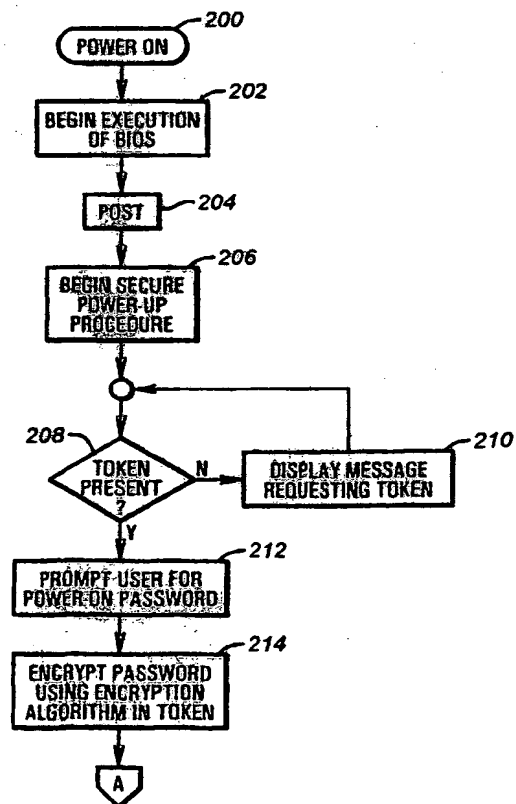 200
POWER ON
202
BEGIN EXECUTION
OF BIOS
204
POST
206
BEGIN SECURE
POWER-UP
PROCEDURE
208
TOKEN
PRESENT
?
N
210
DISPLAY MESSAGE
REQUESTING TOKEN
Y
212
PROMPT USER FOR
POWER-ON PASSWORD
214
ENCRYPT PASSWORD
USING ENCRYPTION
ALGORITHM IN TOKEN
A